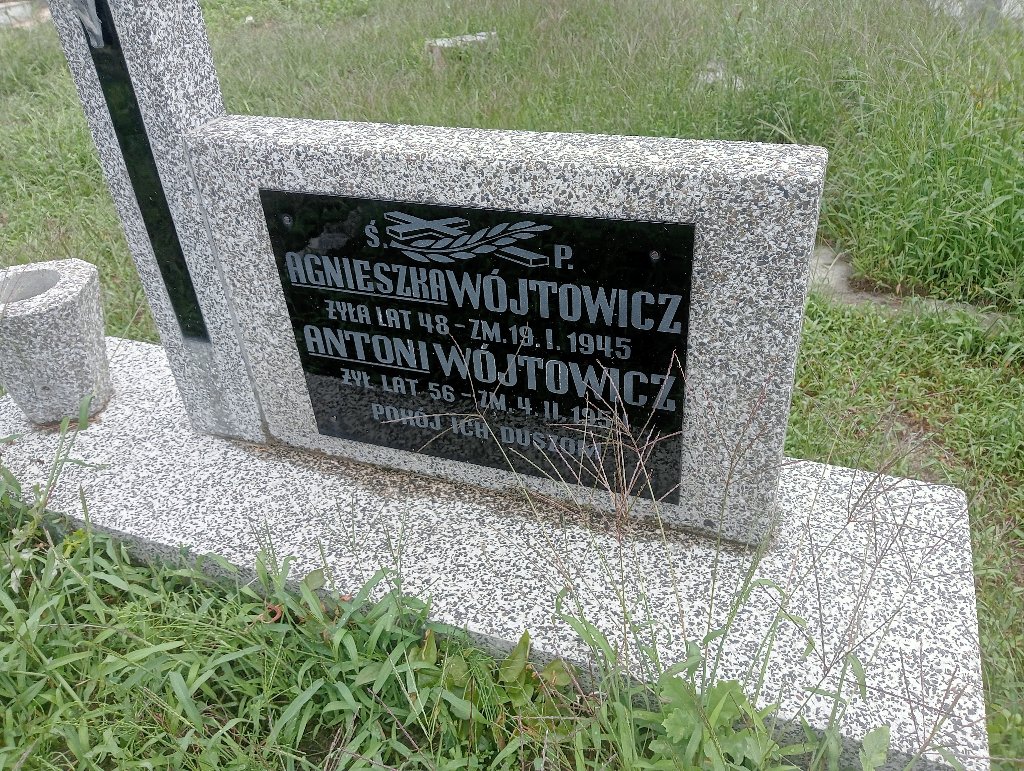 Ś. P.
AGNIESZKA WÓJTOWICZ
ŻYŁA LAT 48 - ZM. 19. I. 1945
ANTONI WÓJTOWICZ
ŻYŁ. LAT. 56 - ZM. 4. II.
POKÓJ ICH DUSZOM